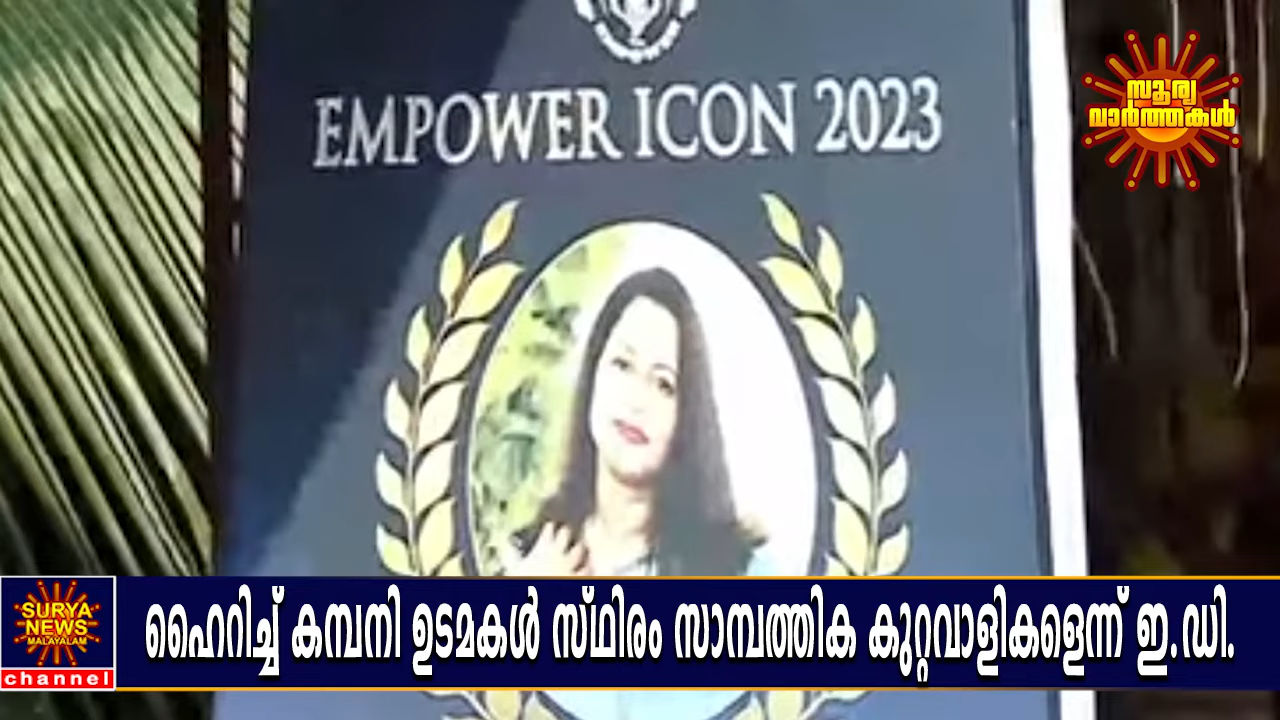 EMPOWER ICON 2023
സൂര്യ
വാർത്തകൾ
SURYA
NEWS
MALAYALAM
channel
ഹൈറിച്ച് കമ്പനി ഉടമകൾ സ്ഥിരം സാമ്പത്തിക കുറ്റവാളികളെന്ന് ഇ.ഡി.